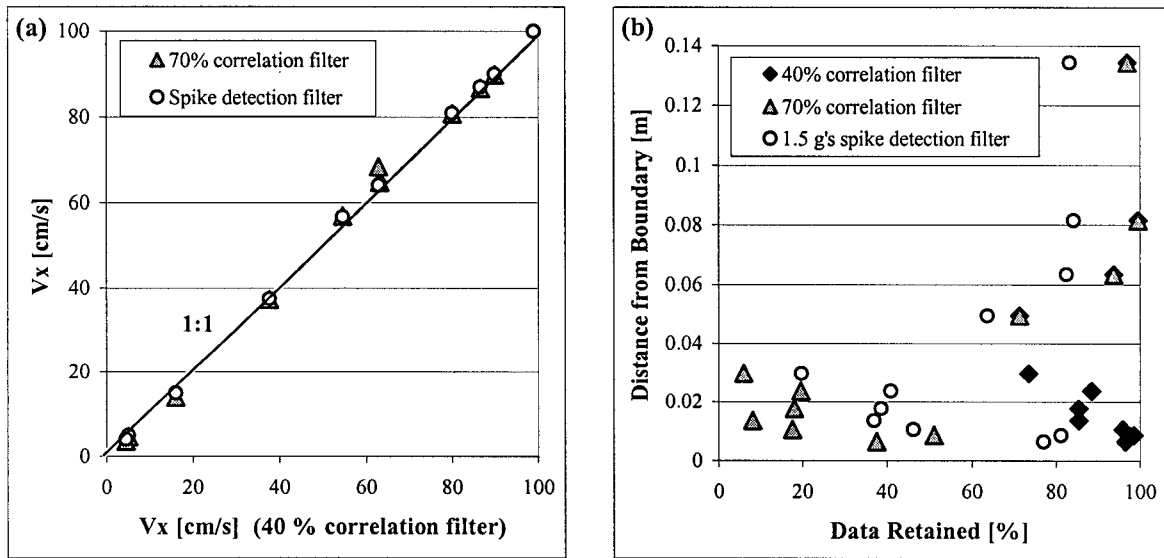 (a)
70% correlation filter
Spike detection filter
1:1
100
80
60
40
20
0
0 20 40 60 80 100
Vx [cm/s]
Vx [cm/s] (40 % correlation filter)
(b)
40% correlation filter
70% correlation filter
1.5 g's spike detection filter
0.14
0.12
0.1
0.08
0.06
0.04
0.02
0
0 20 40 60 80 100
Distance from Boundary [m]
Data Retained [%]